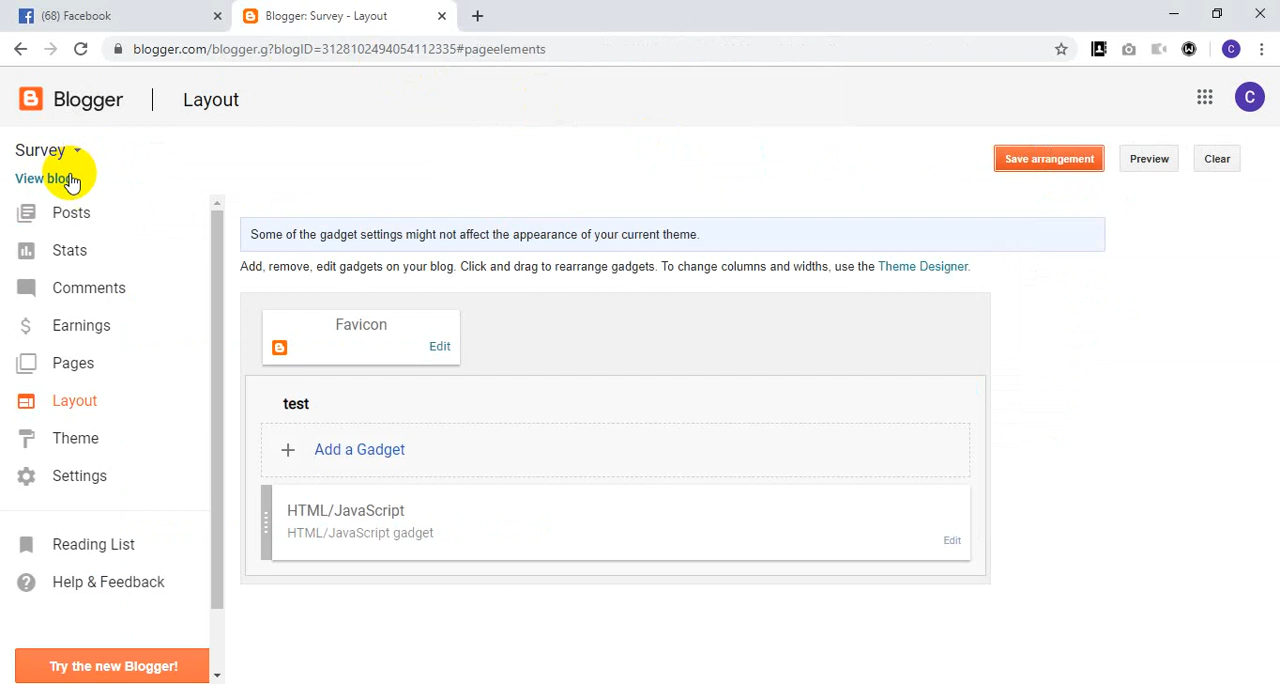 (68) Facebook
Blogger: Survey - Layout
blogger.com/blogger.g?blogID=3128102494054112335#pageelements
C
Blogger
Layout
C
Survey
View blog
Save arrangement
Preview
Clear
Posts
Stats
Comments
Earnings
Pages
Layout
Theme
Settings
Reading List
Help & Feedback
Try the new Blogger!
Some of the gadget settings might not affect the appearance of your current theme.
Add, remove, edit gadgets on your blog. Click and drag to rearrange gadgets. To change columns and widths, use the Theme Designer.
Favicon
Edit
test
Add a Gadget
HTML/JavaScript
HTML/JavaScript gadget
Edit